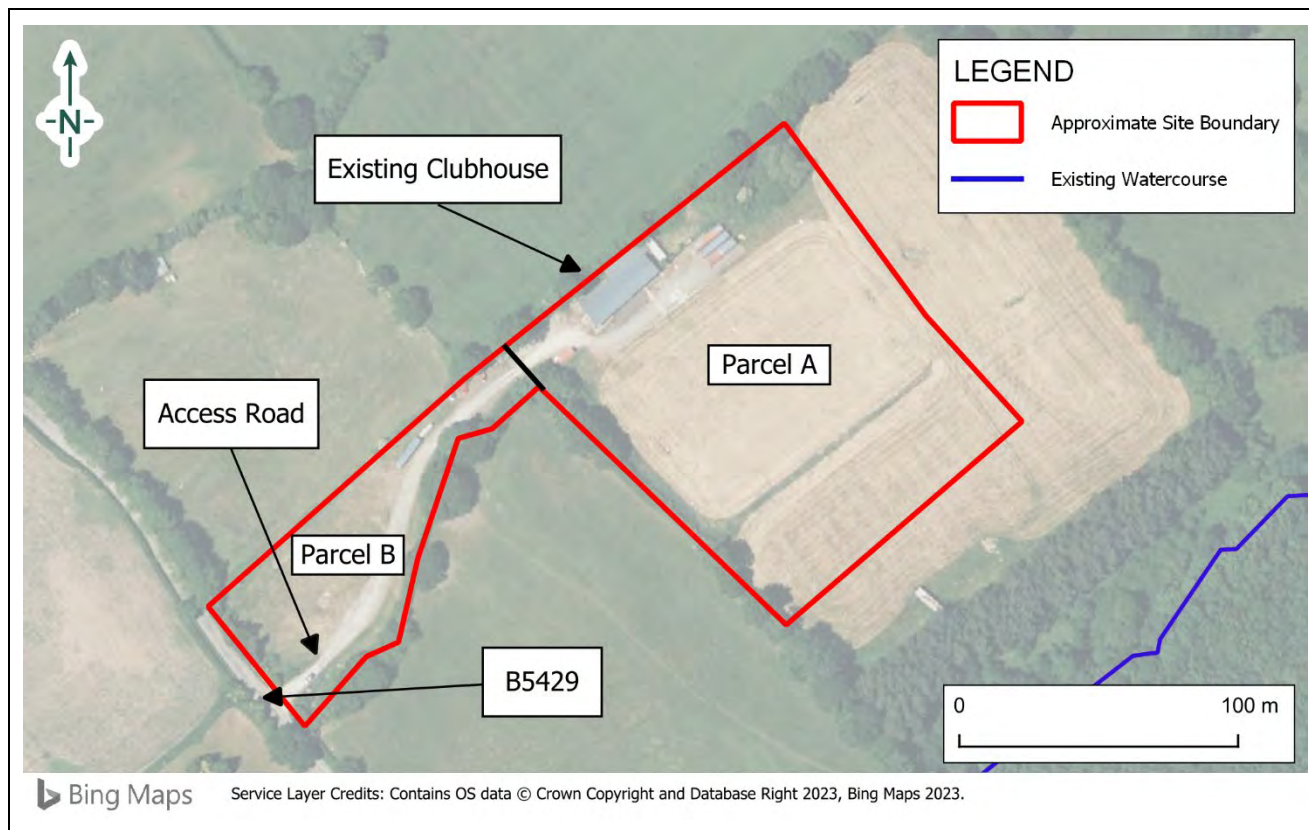 N
LEGEND
Approximate Site Boundary
Existing Watercourse
Existing Clubhouse
Parcel A
Access Road
Parcel B
B5429
0 100 m
Bing Maps
Service Layer Credits: Contains OS data © Crown Copyright and Database Right 2023, Bing Maps 2023.